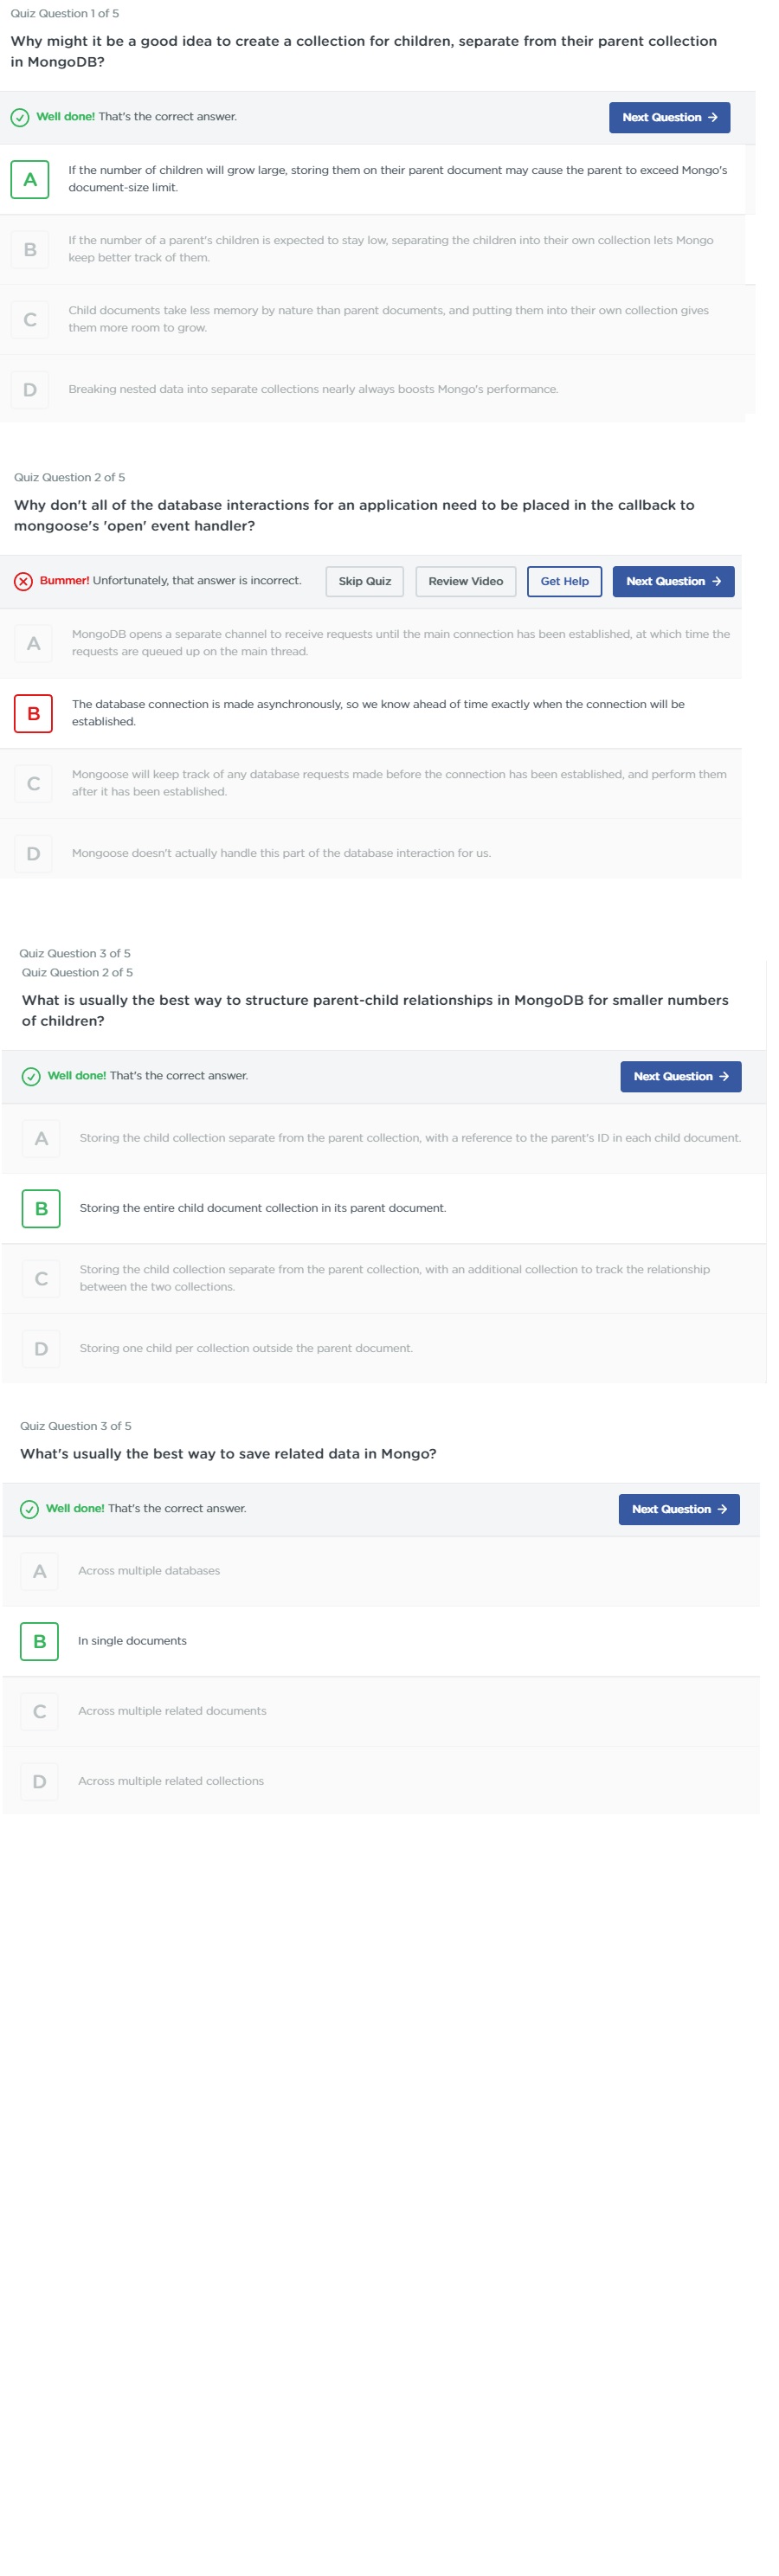 Quiz Question 1 of 5
Why might it be a good idea to create a collection for children, separate from their parent collection
in MongoDB?
Well done! That's the correct answer.
Next Question →
A
If the number of children will grow large, storing them on their parent document may cause the parent to exceed Mongo's
document-size limit.
B
If the number of a parent's children is expected to stay low, separating the children into their own collection lets Mongo
keep better track of them.
C
Child documents take less memory by nature than parent documents, and putting them into their own collection gives
them more room to grow.
D
Breaking nested data into separate collections nearly always boosts Mongo's performance.
Quiz Question 2 of 5
Why don't all of the database interactions for an application need to be placed in the callback to
mongoose's 'open' event handler?
Bummer! Unfortunately, that answer is incorrect.
Skip Quiz
Review Video
Get Help
Next Question →
A
MongoDB opens a separate channel to receive requests until the main connection has been established, at which time the
requests are queued up on the main thread.
B
The database connection is made asynchronously, so we know ahead of time exactly when the connection will be
established.
C
Mongoose will keep track of any database requests made before the connection has been established, and perform them
after it has been established.
D
Mongoose doesn't actually handle this part of the database interaction for us.
Quiz Question 3 of 5
Quiz Question 2 of 5
What is usually the best way to structure parent-child relationships in MongoDB for smaller numbers
of children?
Well done! That's the correct answer.
Next Question →
A
Storing the child collection separate from the parent collection, with a reference to the parent's ID in each child document.
B
Storing the entire child document collection in its parent document.
C
Storing the child collection separate from the parent collection, with an additional collection to track the relationship
between the two collections.
D
Storing one child per collection outside the parent document.
Quiz Question 3 of 5
What's usually the best way to save related data in Mongo?
Well done! That's the correct answer.
Next Question →
A
Across multiple databases
B
In single documents
C
Across multiple related documents
D
Across multiple related collections